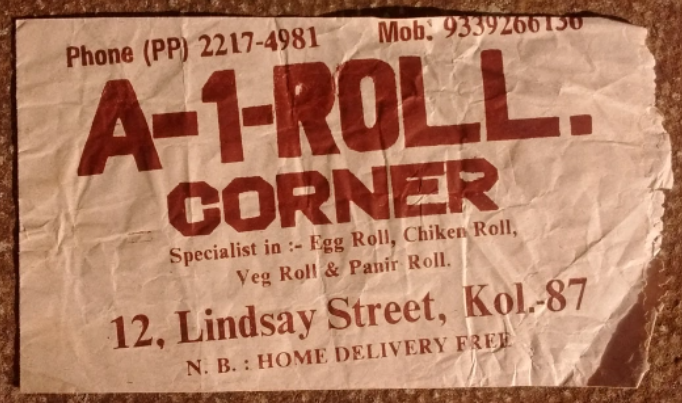 Phone (PP) 2217-4981 Mob: 9339266136
A-1-ROLL.
CORNER
Specialist in :- Egg Roll, Chiken Roll,
Veg Roll & Panir Roll.
12, Lindsay Street, Kol.-87
N. B. : HOME DELIVERY FREE